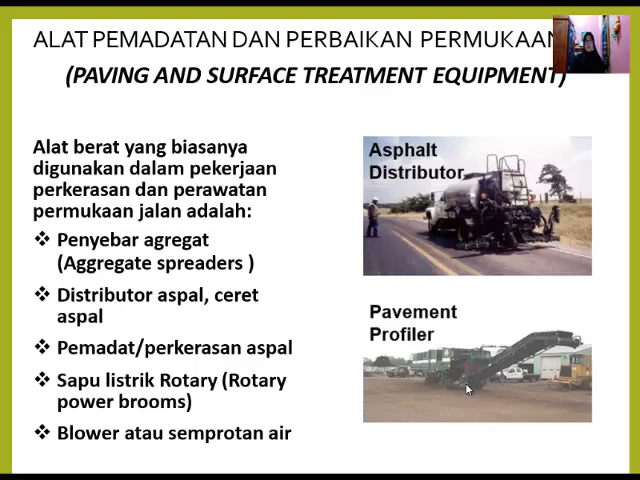 ALAT PEMADATAN DAN PERBAIKAN PERMUKAAN
(PAVING AND SURFACE TREATMENT EQUIPMENT)
Alat berat yang biasanya
digunakan dalam pekerjaan
perkerasan dan perawatan
permukaan jalan adalah:
❖ Penyebar agregat
(Aggregate spreaders )
❖ Distributor aspal, ceret
aspal
❖ Pemadat/perkerasan aspal
❖ Sapu listrik Rotary (Rotary
power brooms)
❖ Blower atau semprotan air
Asphalt
Distributor
Pavement
Profiler